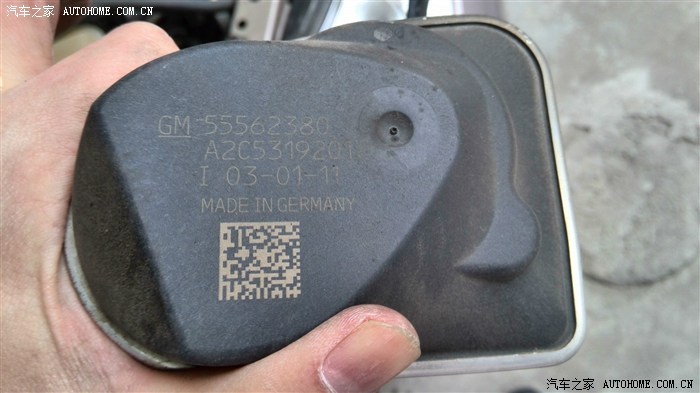 汽车之家 AUTOHOME.COM.CN
GM 55562380
A2C5319201
I 03-01-11
MADE IN GERMANY
汽车之家 AUTOHOME.COM.CN